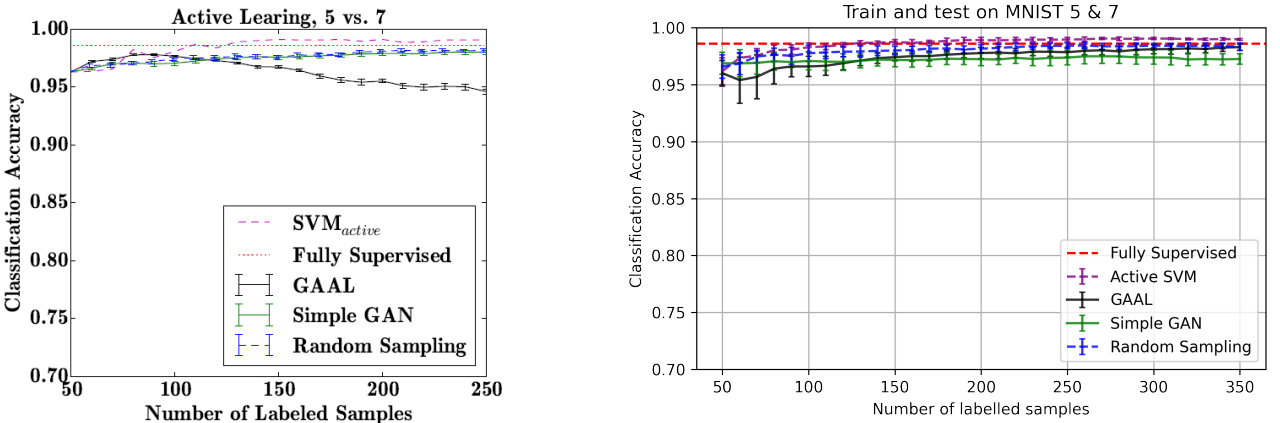 Active Learing, 5 vs. 7
Classification Accuracy
1.00
0.95
0.90
0.85
0.80
0.75
0.70
50
100
150
200
250
Number of Labeled Samples
SVMactive
Fully Supervised
GAAL
Simple GAN
Random Sampling
Train and test on MNIST 5 & 7
Classification Accuracy
1.00
0.95
0.90
0.85
0.80
0.75
0.70
50
100
150
200
250
300
350
Number of labelled samples
Fully Supervised
Active SVM
GAAL
Simple GAN
Random Sampling